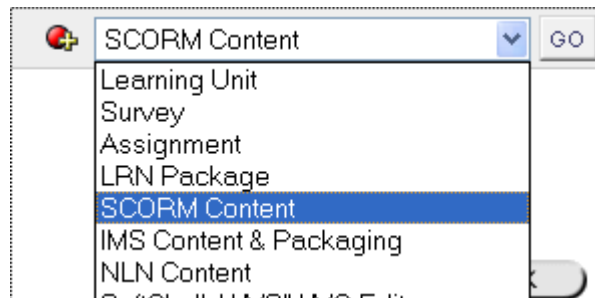 SCORM Content GO
Learning Unit
Survey
Assignment
LRN Package
SCORM Content
IMS Content & Packaging
NLN Content